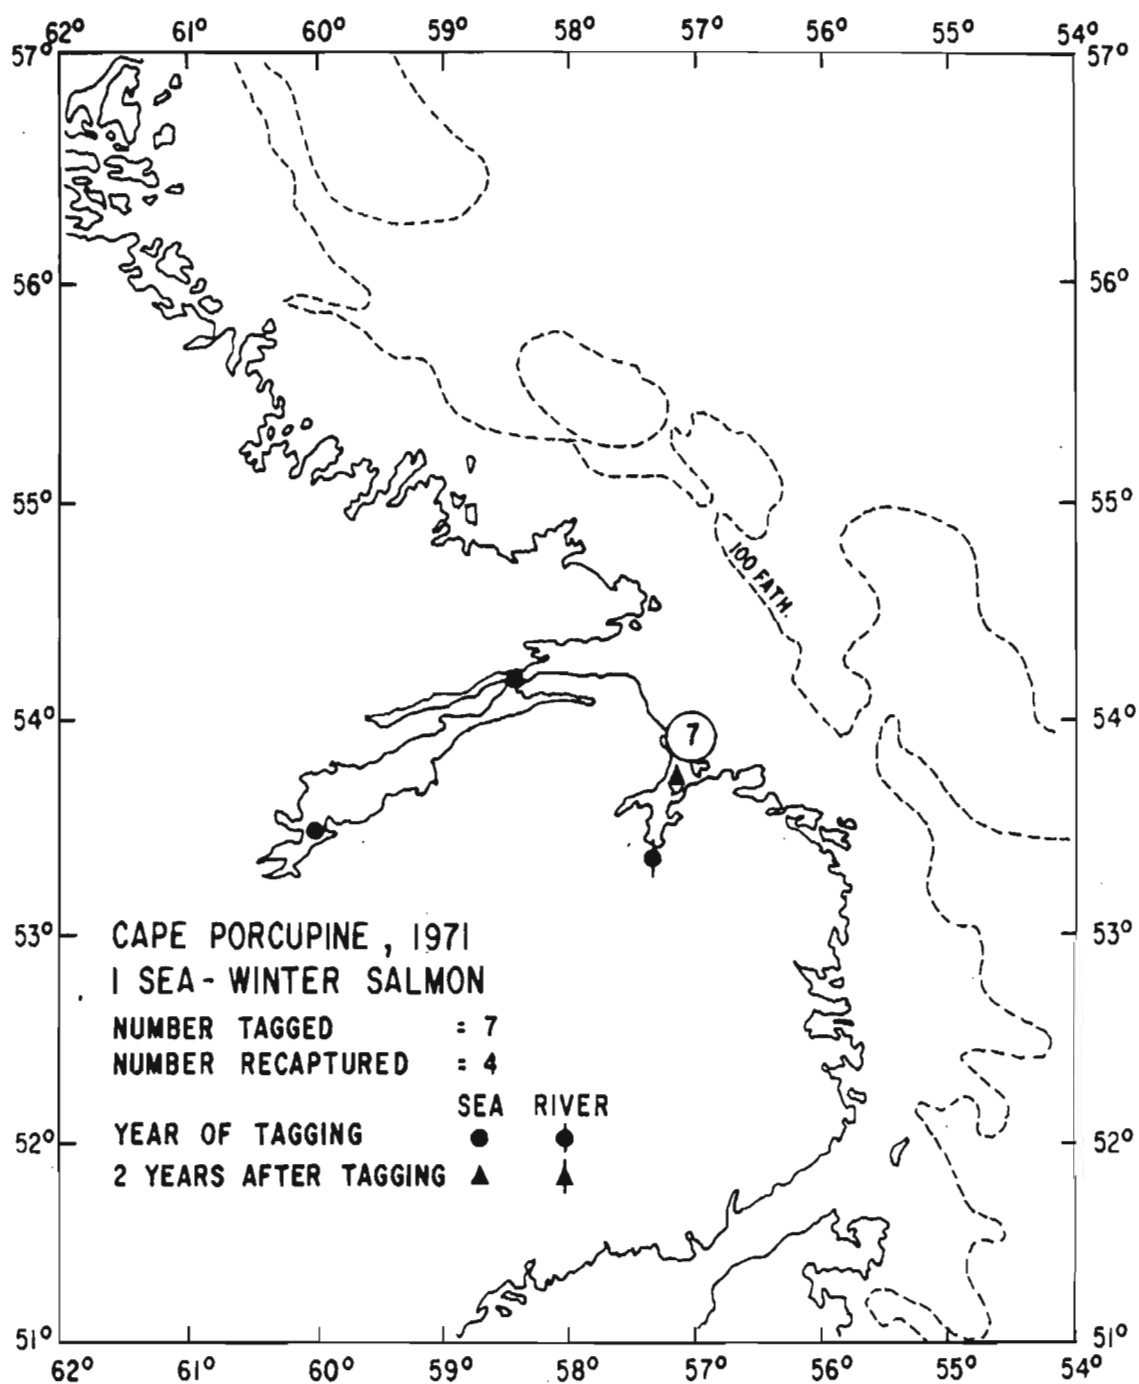 62° 61° 60° 59° 58° 57° 56° 55° 54°
57° 57°
56° 56°
55° 55°
100 FATH.
54° 54°
7
53° 53°
CAPE PORCUPINE, 1971
1 SEA-WINTER SALMON
NUMBER TAGGED = 7
NUMBER RECAPTURED = 4
SEA RIVER
YEAR OF TAGGING
52° 52°
2 YEARS AFTER TAGGING
51° 51°
62° 61° 60° 59° 58° 57° 56° 55° 54°